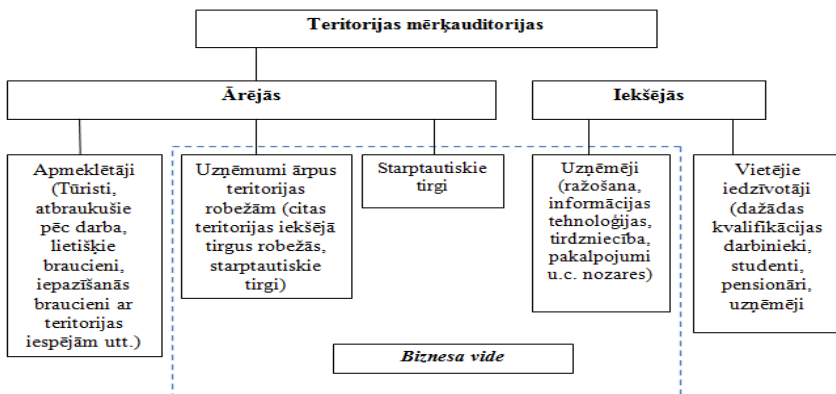 Teritorijas mērķauditorijas
Ārējās
Iekšējās
Apmeklētāji
(Tūristi,
atbraukušie
pēc darba,
lietišķie
braucieni,
iepazīšanās
braucieni ar
teritorijas
iespējām utt.)
Uzņēmumi ārpus
teritorijas
robežām (citas
teritorijas iekšējā
tirgus robežās,
starptautiskie
tirgi)
Starptautiskie
tirgi
Uzņēmēji
(ražošana,
informācijas
tehnoloģijas,
tirdzniecība,
pakalpojumi
u.c. nozares)
Vietējie
iedzīvotāji
(dažādas
kvalifikācijas
darbinieki,
studenti,
pensionāri,
uzņēmēji
Biznesa vide